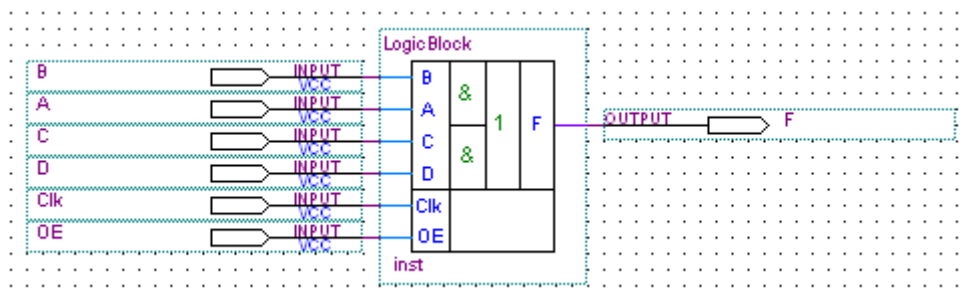 LogicBlock
B INPUT VCC B
A INPUT VCC A
C INPUT VCC C
D INPUT VCC D
Clk INPUT VCC Clk
OE INPUT VCC OE
&
&
1
F
OUTPUT F
inst